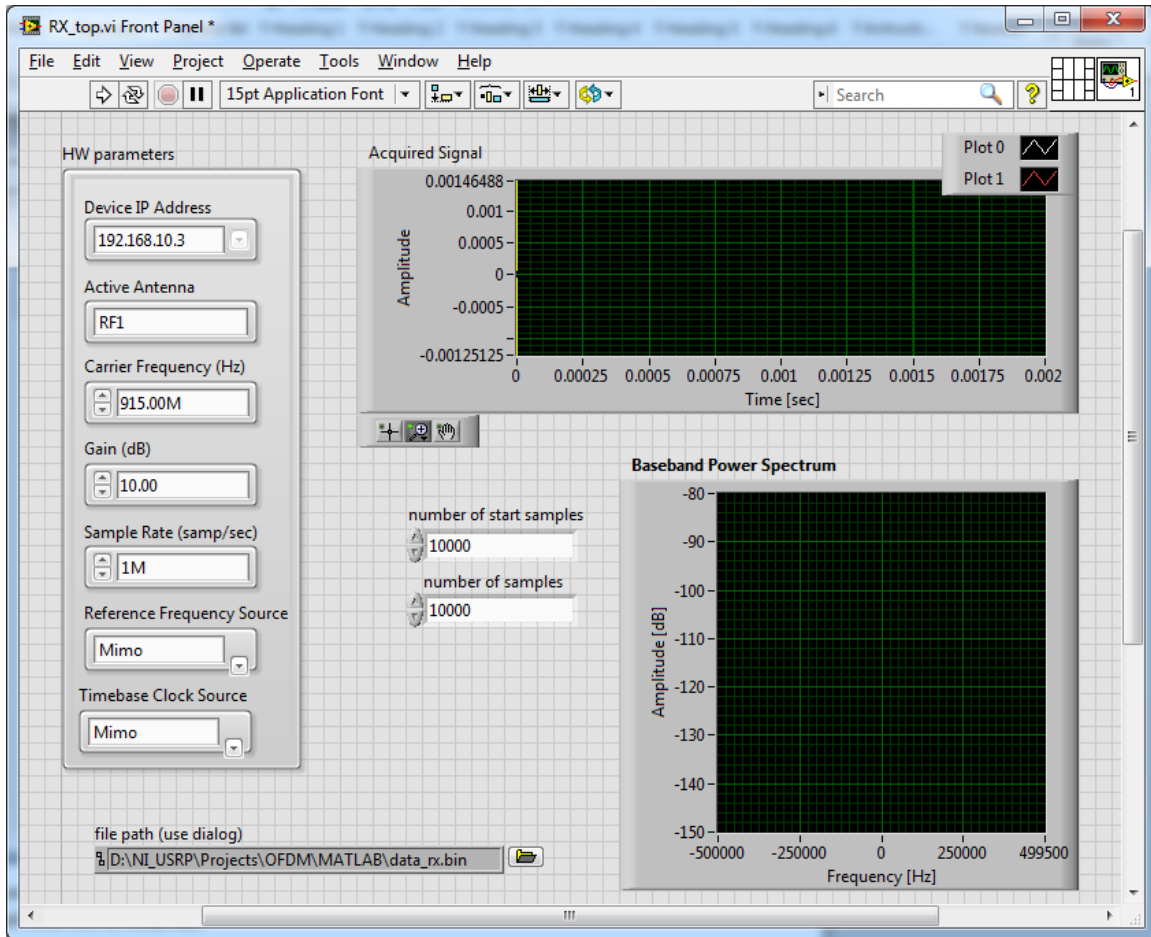 RX_top.vi Front Panel *
File Edit View Project Operate Tools Window Help
15pt Application Font
Search
1
HW parameters
Device IP Address
192.168.10.3
Active Antenna
RF1
Carrier Frequency (Hz)
915.00M
Gain (dB)
10.00
Sample Rate (samp/sec)
1M
Reference Frequency Source
Mimo
Timebase Clock Source
Mimo
Acquired Signal
Plot 0
Plot 1
Amplitude
0.00146488
0.001
0.0005
0
-0.0005
-0.00125125
0 0.00025 0.0005 0.00075 0.001 0.00125 0.0015 0.00175 0.002
Time [sec]
number of start samples
10000
number of samples
10000
Baseband Power Spectrum
Amplitude [dB]
-80
-90
-100
-110
-120
-130
-140
-150
-500000 -250000 0 250000 499500
Frequency [Hz]
file path (use dialog)
D:\NI_USRP\Projects\OFDM\MATLAB\data_rx.bin